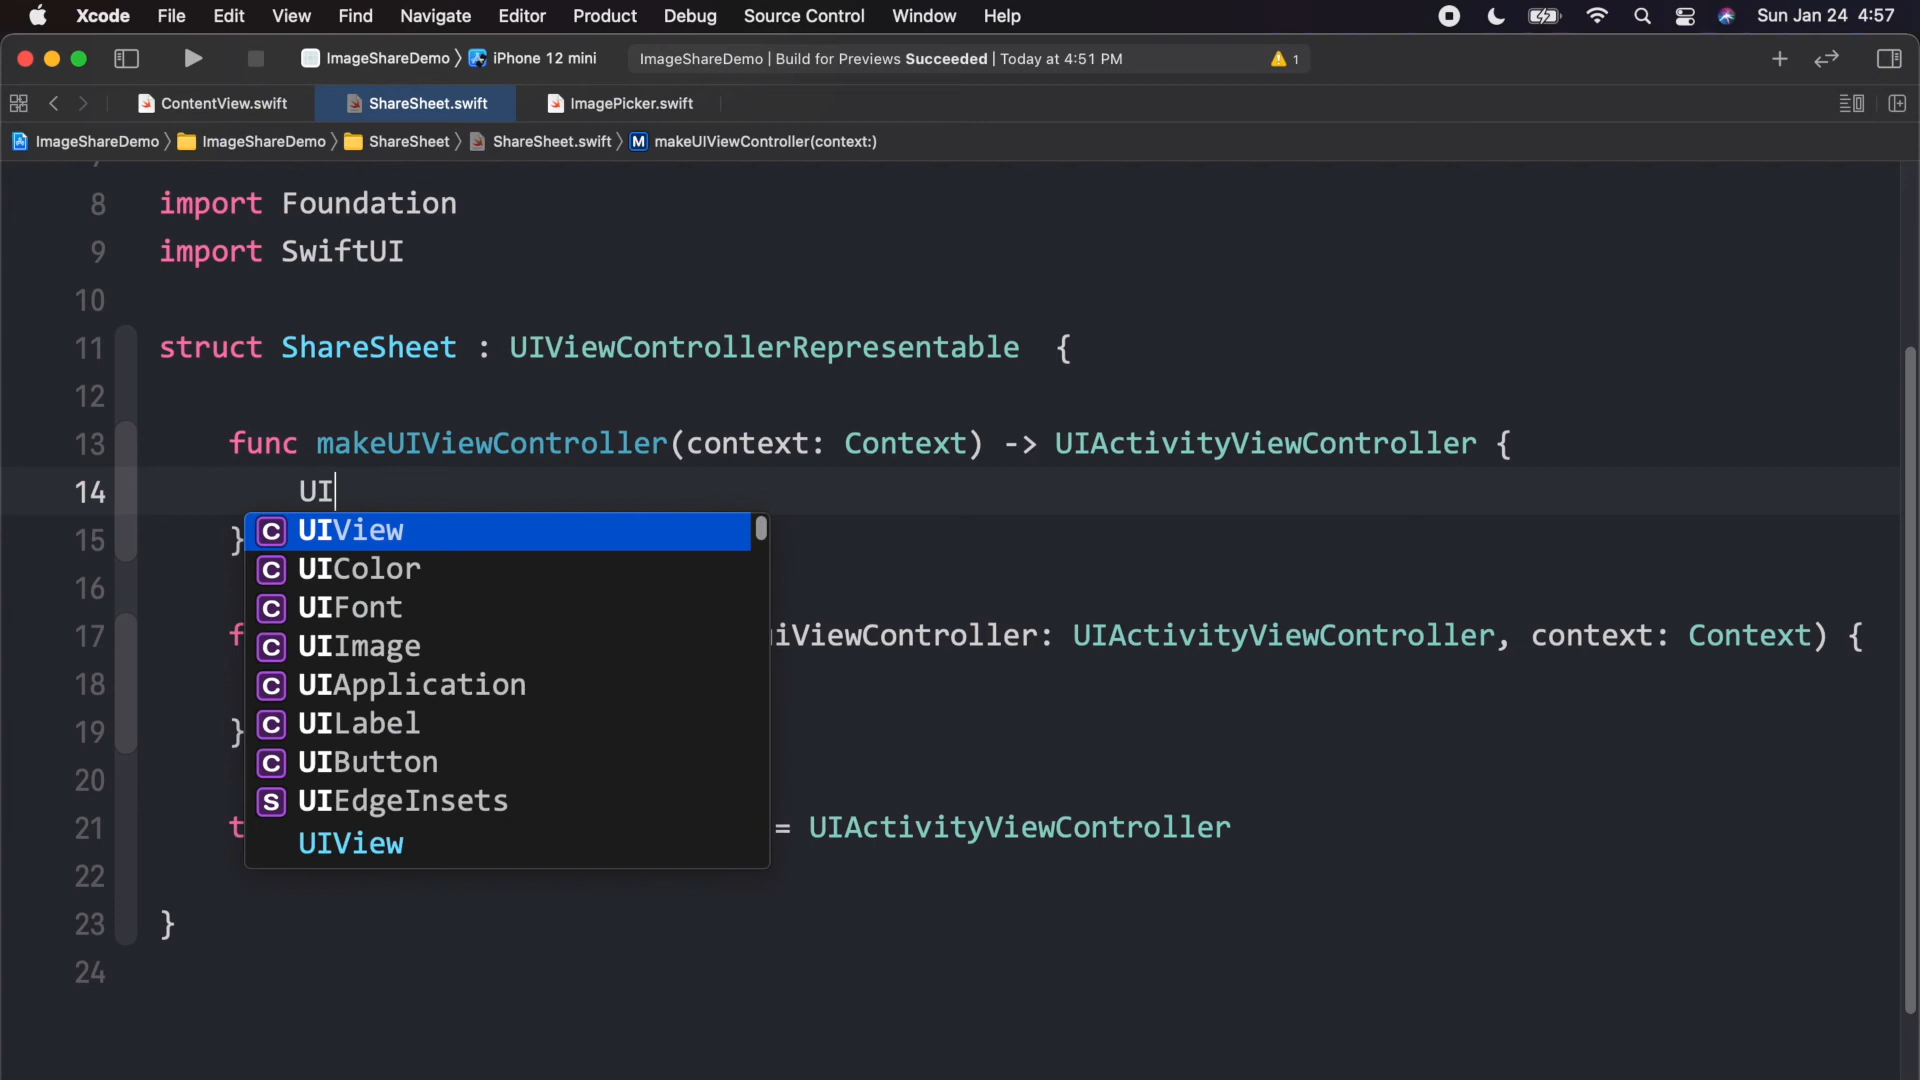 Xcode File Edit View Find Navigate Editor Product Debug Source Control Window Help Sun Jan 24 4:57
ImageShareDemo 〉 iPhone 12 mini ImageShareDemo | Build for Previews Succeeded | Today at 4:51 PM 1
ContentView.swift ShareSheet.swift ImagePicker.swift
ImageShareDemo 〉 ImageShareDemo 〉 ShareSheet 〉 ShareSheet.swift 〉 M makeUIViewController(context:)
8 import Foundation
9 import SwiftUI
10
11 struct ShareSheet : UIViewControllerRepresentable {
12
13 func makeUIViewController(context: Context) -> UIActivityViewController {
14 UI
C UIView
15 }
C UIColor
16
C UIFont
17 f iViewController: UIActivityViewController, context: Context) {
C UIImage
18
C UIApplication
19 }
C UILabel
C UIButton
20
S UIEdgeInsets
21 t = UIActivityViewController
UIView
22
23 }
24